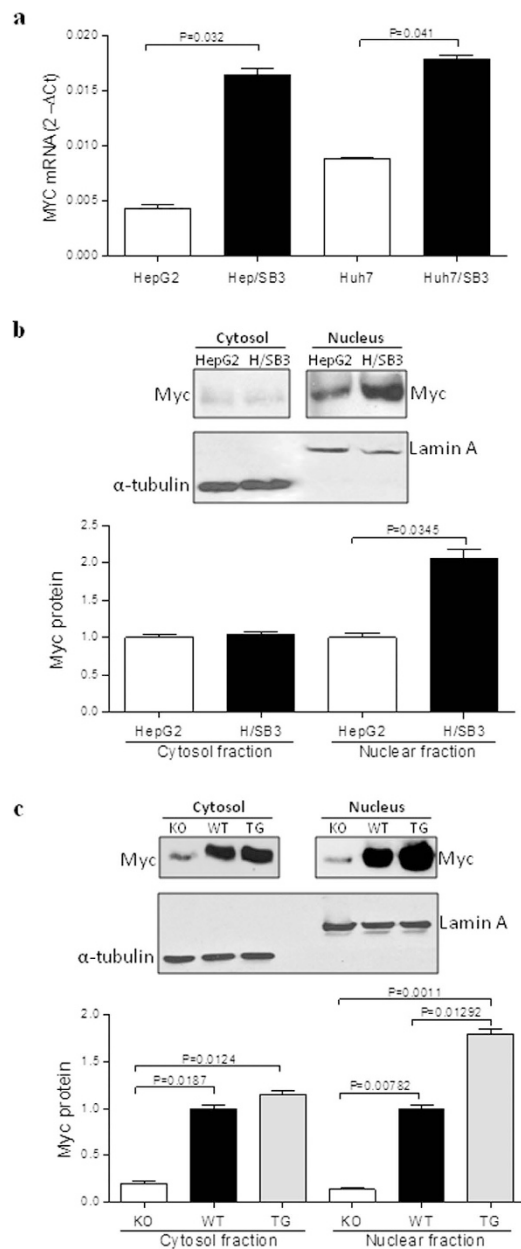 a
P=0.032 P=0.041
MYC mRNA (2 –ΔCt)
0.020
0.015
0.010
0.005
0.000
HepG2 Hep/SB3 Huh7 Huh7/SB3
b
Cytosol Nucleus
HepG2 H/SB3 HepG2 H/SB3
Myc Myc
Lamin A
α-tubulin
P=0.0345
Myc protein
2.5
2.0
1.5
1.0
0.5
0.0
HepG2 H/SB3 HepG2 H/SB3
Cytosol fraction Nuclear fraction
c
Cytosol Nucleus
KO WT TG KO WT TG
Myc Myc
Lamin A
α-tubulin
P=0.0011
P=0.01292
P=0.0124
P=0.0187 P=0.00782
Myc protein
2.0
1.5
1.0
0.5
0.0
KO WT TG KO WT TG
Cytosol fraction Nuclear fraction